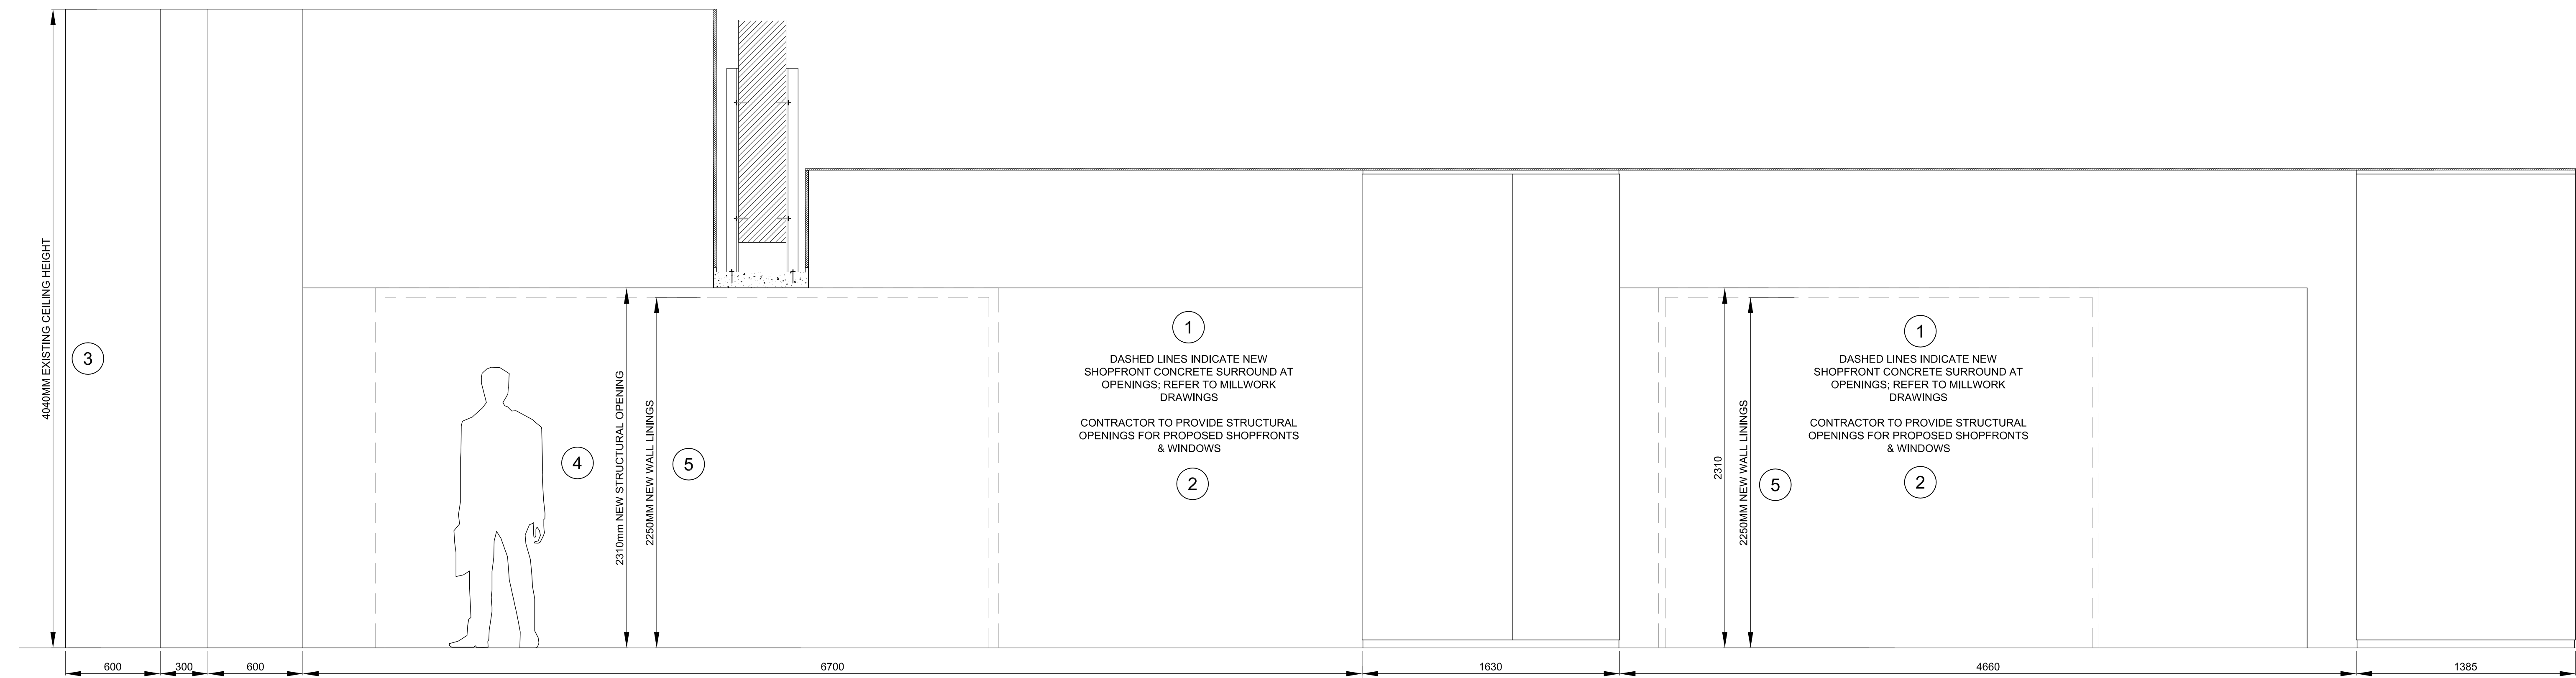 4040MM EXISTING CEILING HEIGHT
3
4
2310mm NEW STRUCTURAL OPENING
2250MM NEW WALL LININGS
5
1
DASHED LINES INDICATE NEW
SHOPFRONT CONCRETE SURROUND AT
OPENINGS; REFER TO MILLWORK
DRAWINGS
CONTRACTOR TO PROVIDE STRUCTURAL
OPENINGS FOR PROPOSED SHOPFRONTS
& WINDOWS
2
2310
2250MM NEW WALL LININGS
5
1
DASHED LINES INDICATE NEW
SHOPFRONT CONCRETE SURROUND AT
OPENINGS; REFER TO MILLWORK
DRAWINGS
CONTRACTOR TO PROVIDE STRUCTURAL
OPENINGS FOR PROPOSED SHOPFRONTS
& WINDOWS
2
600
300
600
6700
1630
4660
1385